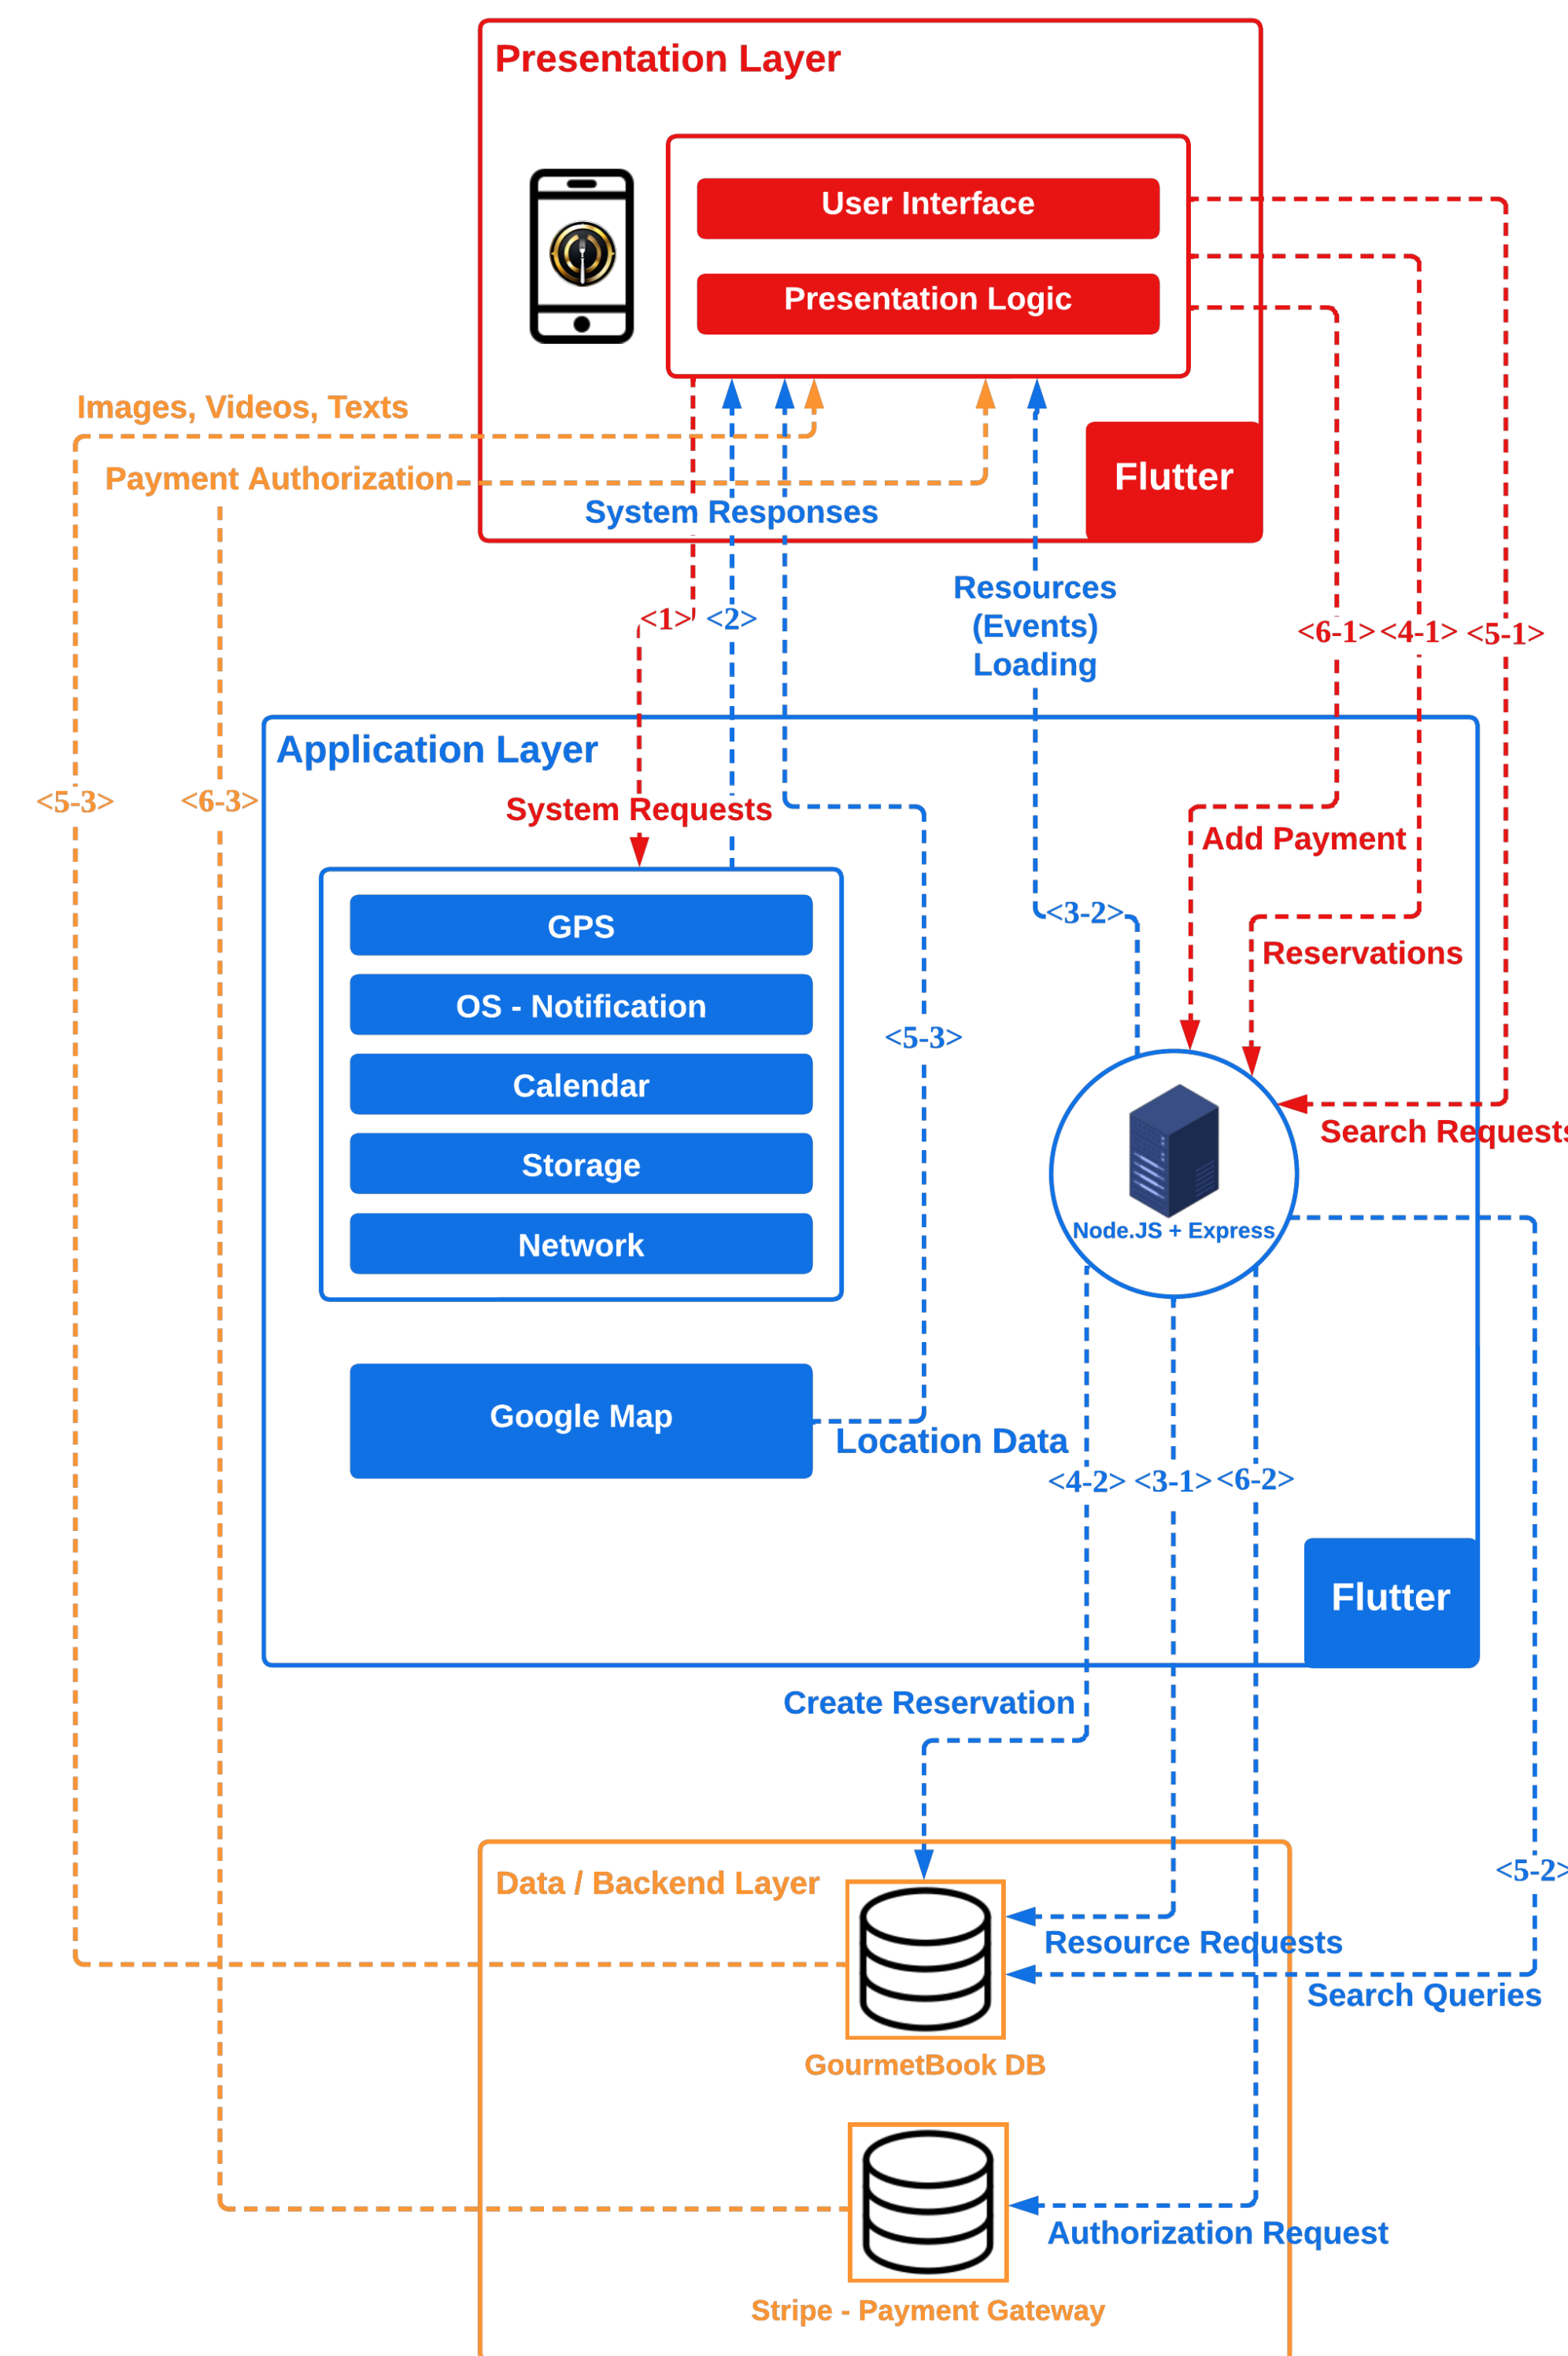 Presentation Layer
User Interface
Presentation Logic
Images, Videos, Texts
Payment Authorization
Flutter
System Responses
Resources
(Events)
Loading
<1>
<2>
<6-1>
<4-1>
<5-1>
Application Layer
<5-3>
<6-3>
System Requests
Add Payment
<3-2>
Reservations
GPS
OS - Notification
<5-3>
Calendar
Search Requests
Storage
Node.JS + Express
Network
Google Map
Location Data
<4-2>
<3-1>
<6-2>
Flutter
Create Reservation
Data / Backend Layer
<5-2>
Resource Requests
Search Queries
GourmetBook DB
Authorization Request
Stripe - Payment Gateway